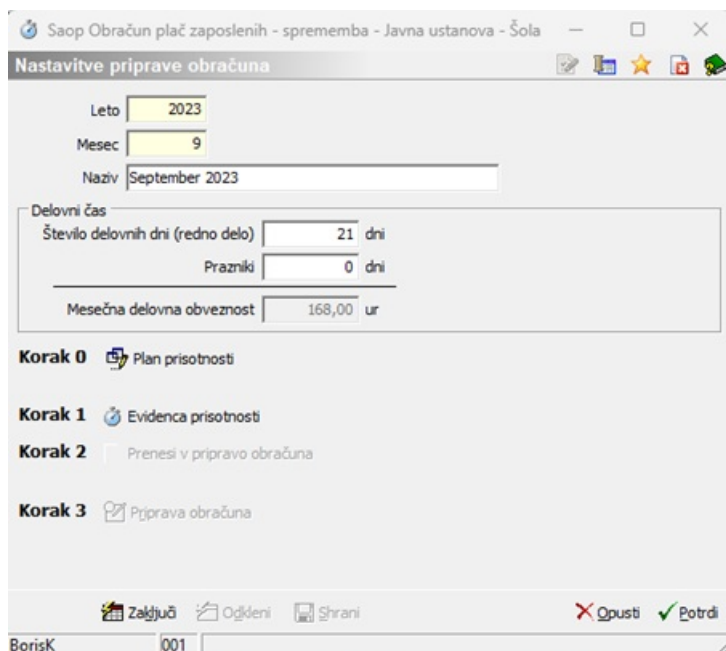 Saop Obračun plač zaposlenih - sprememba - Javna ustanova - Šola
Nastavitve priprave obračuna
Leto 2023
Mesec 9
Naziv September 2023
Delovni čas
Število delovnih dni (redno delo) 21 dni
Prazniki 0 dni
Mesečna delovna obveznost 168,00 ur
Korak 0 Plan prisotnosti
Korak 1 Evidenca prisotnosti
Korak 2 Prenesi v pripravo obračuna
Korak 3 Priprava obračuna
Zaključi Odkleni Shrani Opusti Potrdi
BorisK 001